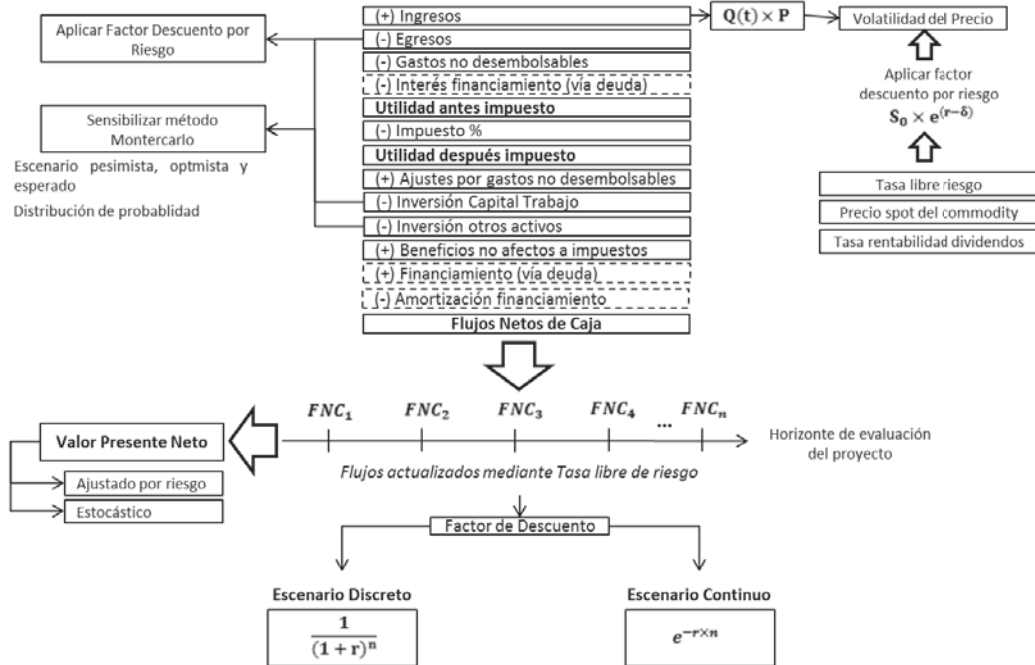 Aplicar Factor Descuento por
Riesgo
Sensibilizar método
Montercarlo
Escenario pesimista, optmista y
esperado
Distribución de probablidad
(+) Ingresos
(-) Egresos
(-) Gastos no desembolsables
(-) Interés financiamiento (vía deuda)
Utilidad antes impuesto
(-) Impuesto %
Utilidad después impuesto
(+) Ajustes por gastos no desembolsables
(-) Inversión Capital Trabajo
(-) Inversión otros activos
(+) Beneficios no afectos a impuestos
(+) Financiamiento (vía deuda)
(-) Amortización financiamiento
Flujos Netos de Caja
Q(t) × P
Volatilidad del Precio
Aplicar factor
descuento por riesgo
S₀ × e^(r−δ)
Tasa libre riesgo
Precio spot del commodity
Tasa rentabilidad dividendos
FNC₁ FNC₂ FNC₃ FNC₄ ... FNCₙ
Horizonte de evaluación
del proyecto
Valor Presente Neto
Ajustado por riesgo
Estocástico
Flujos actualizados mediante Tasa libre de riesgo
Factor de Descuento
Escenario Discreto
1
(1 + r)ⁿ
Escenario Continuo
e^−r×n